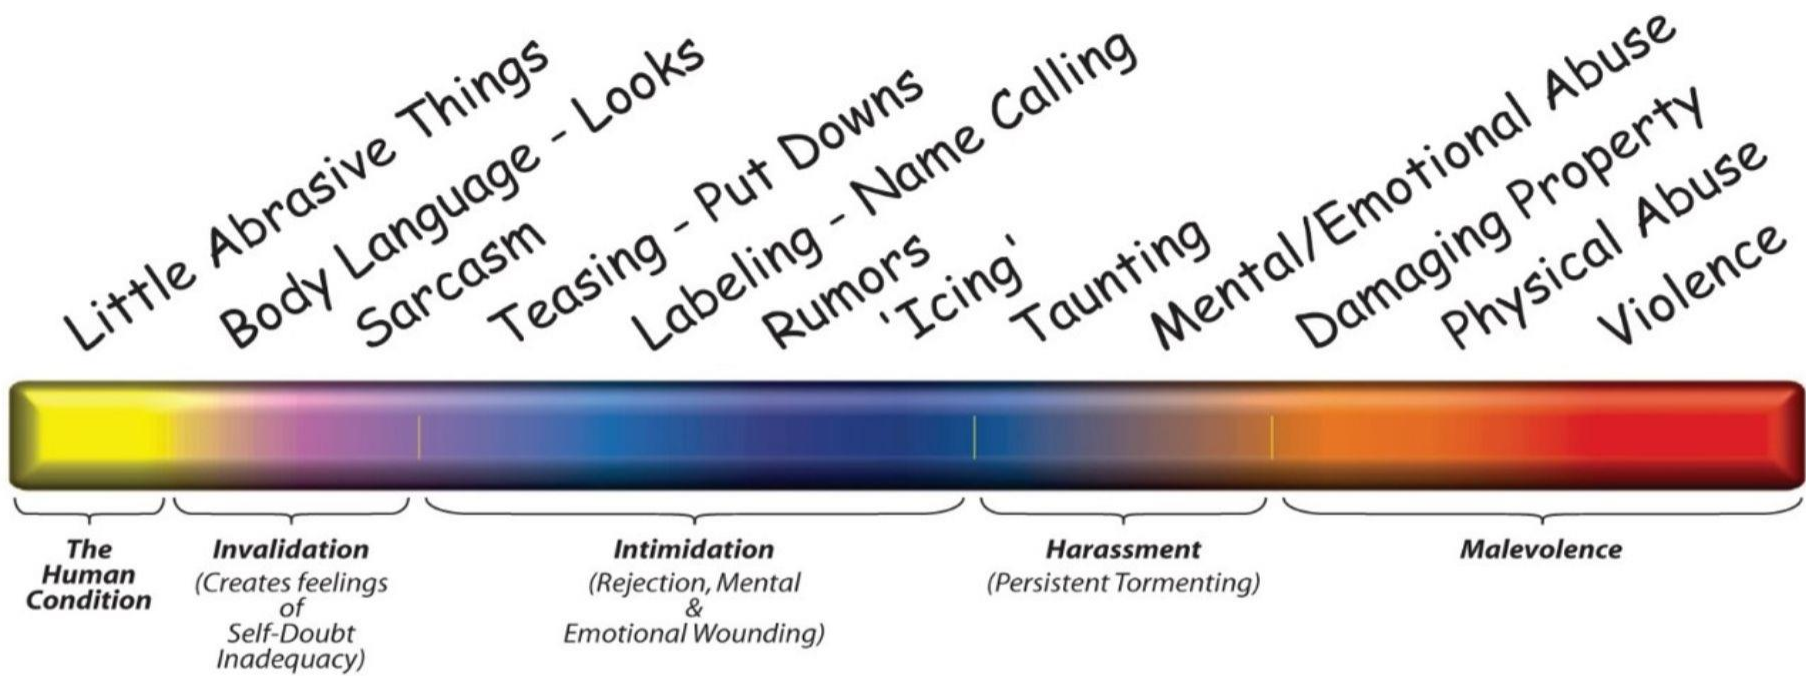 Little Abrasive Things
Body Language - Looks
Sarcasm
Teasing - Put Downs
Labeling - Name Calling
Rumors
'Icing'
Taunting
Mental/Emotional Abuse
Damaging Property
Physical Abuse
Violence
The
Human
Condition
Invalidation
(Creates feelings
of
Self-Doubt
Inadequacy)
Intimidation
(Rejection, Mental
&
Emotional Wounding)
Harassment
(Persistent Tormenting)
Malevolence